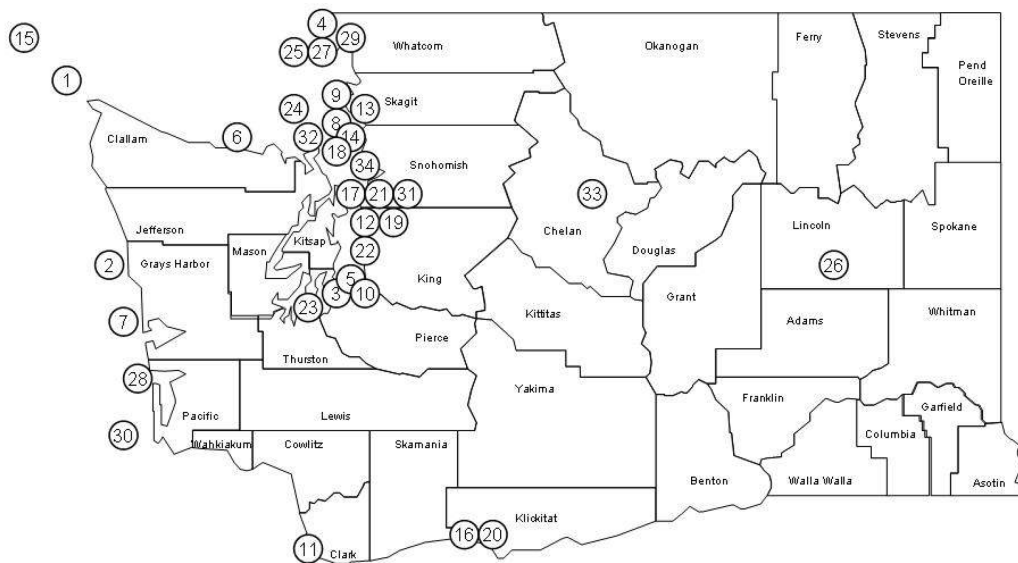 4
15
25
27
29
Whatcom
Okanogan
Ferry
Stevens
Pend
Oreille
1
9
24
13
Skagit
8
6
32
14
Clallam
18
34
Snohomish
17
21
31
33
12
19
Jefferson
Kitsap
Chelan
Lincoln
Spokane
Mason
22
Douglas
2
Grays Harbor
26
5
King
23
3
10
Grant
7
Kittitas
Adams
Whitman
Pierce
Thurston
28
Yakima
Pacific
Lewis
Franklin
Garfield
30
Wahkiakum
Cowlitz
Skamania
Columbia
Benton
Walla Walla
Asotin
Klickitat
16
20
11
Clark